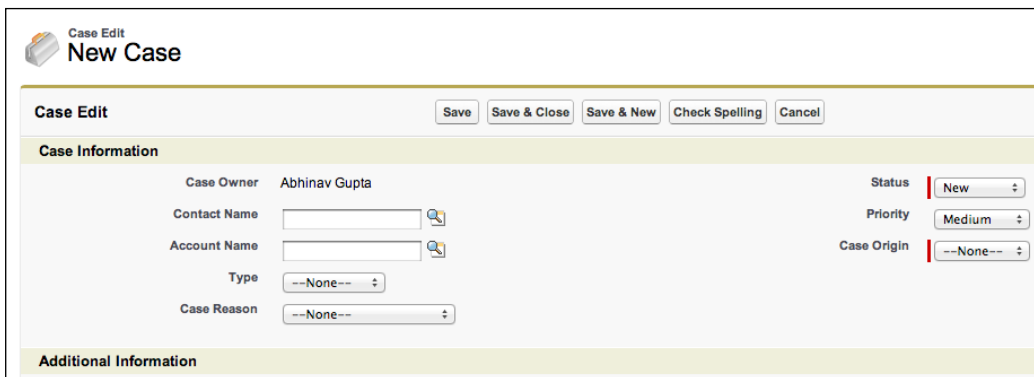 Case Edit
New Case
Case Edit
Save
Save & Close
Save & New
Check Spelling
Cancel
Case Information
Case Owner
Abhinav Gupta
Status
New
Contact Name
Priority
Medium
Account Name
Case Origin
--None--
Type
--None--
Case Reason
--None--
Additional Information